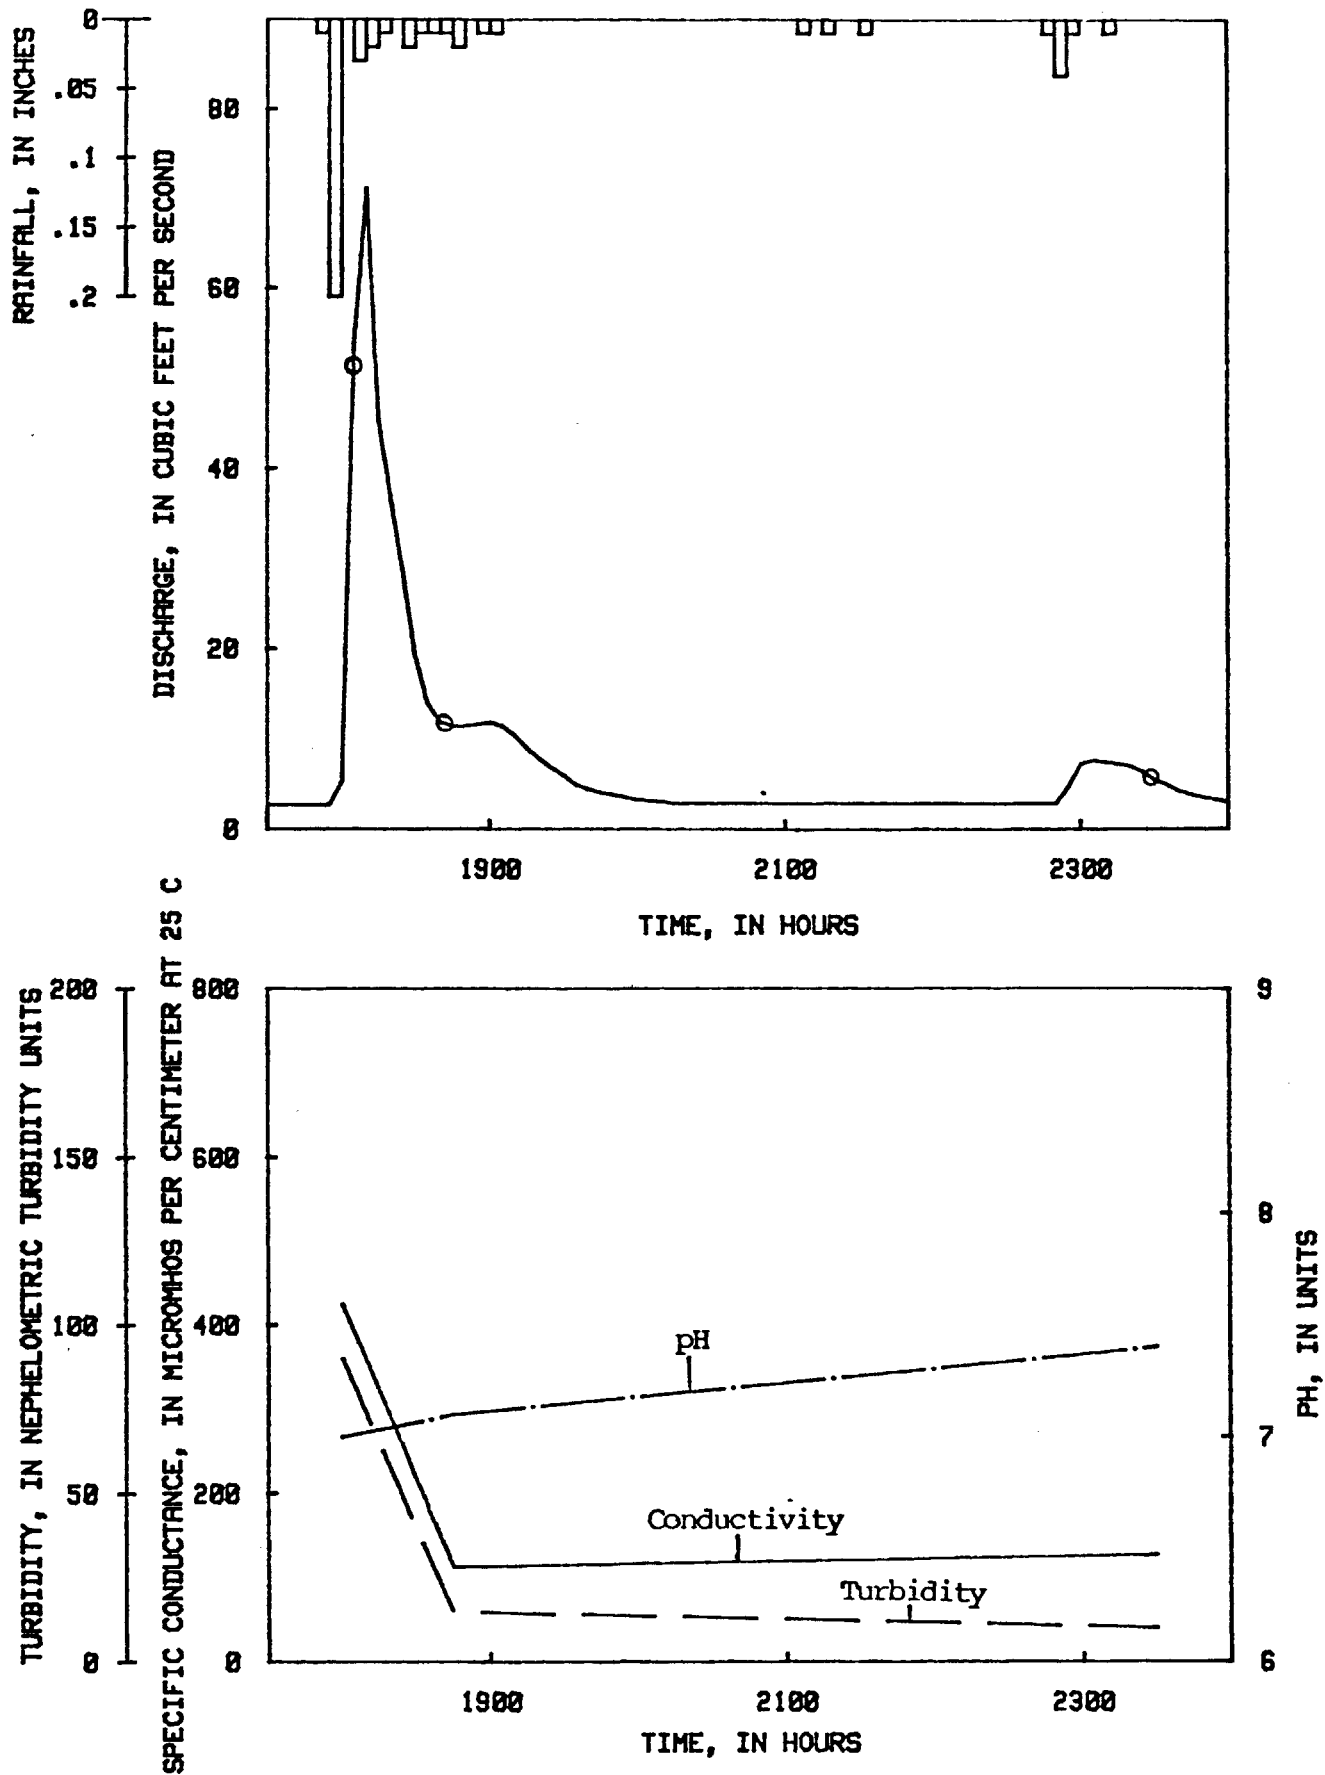 RAINFALL, IN INCHES
0
.05
.1
.15
.2
DISCHARGE, IN CUBIC FEET PER SECOND
80
60
40
20
0
1900 2100 2300
TIME, IN HOURS
TURBIDITY, IN NEPHELOMETRIC TURBIDITY UNITS
200
150
100
50
0
SPECIFIC CONDUCTANCE, IN MICROMHOS PER CENTIMETER AT 25 C
800
600
400
200
0
pH
Conductivity
Turbidity
9
8
7
6
PH, IN UNITS
1900 2100 2300
TIME, IN HOURS